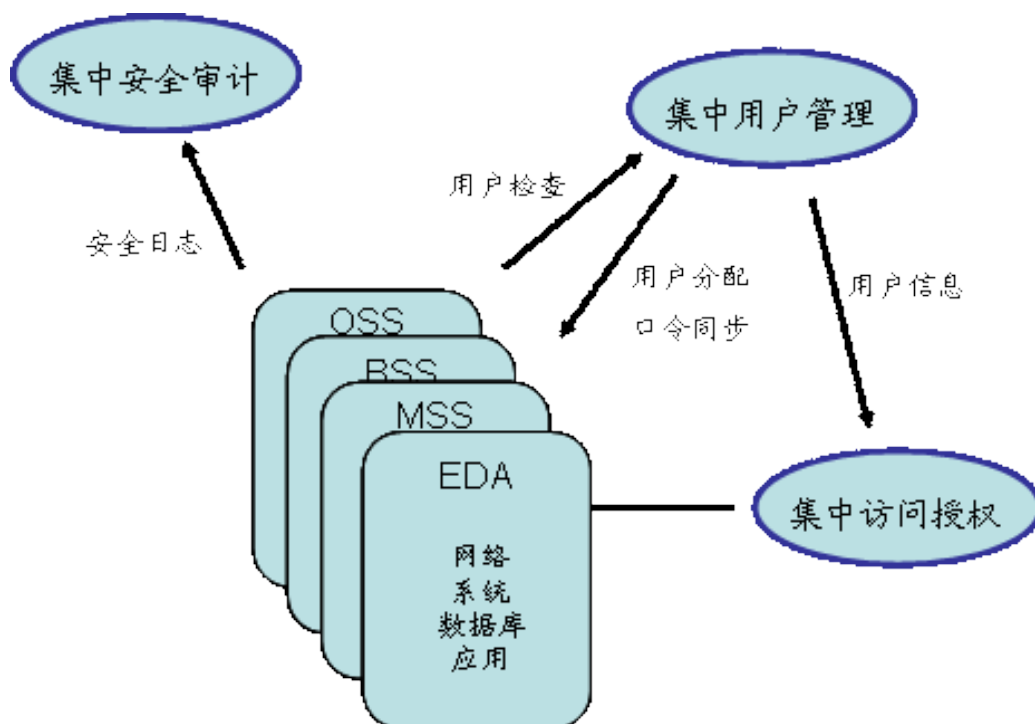 集中安全审计
集中用户管理
用户检查
安全日志
用户分配
口令同步
用户信息
OSS
BSS
MSS
EDA
网络
系统
数据库
应用
集中访问授权